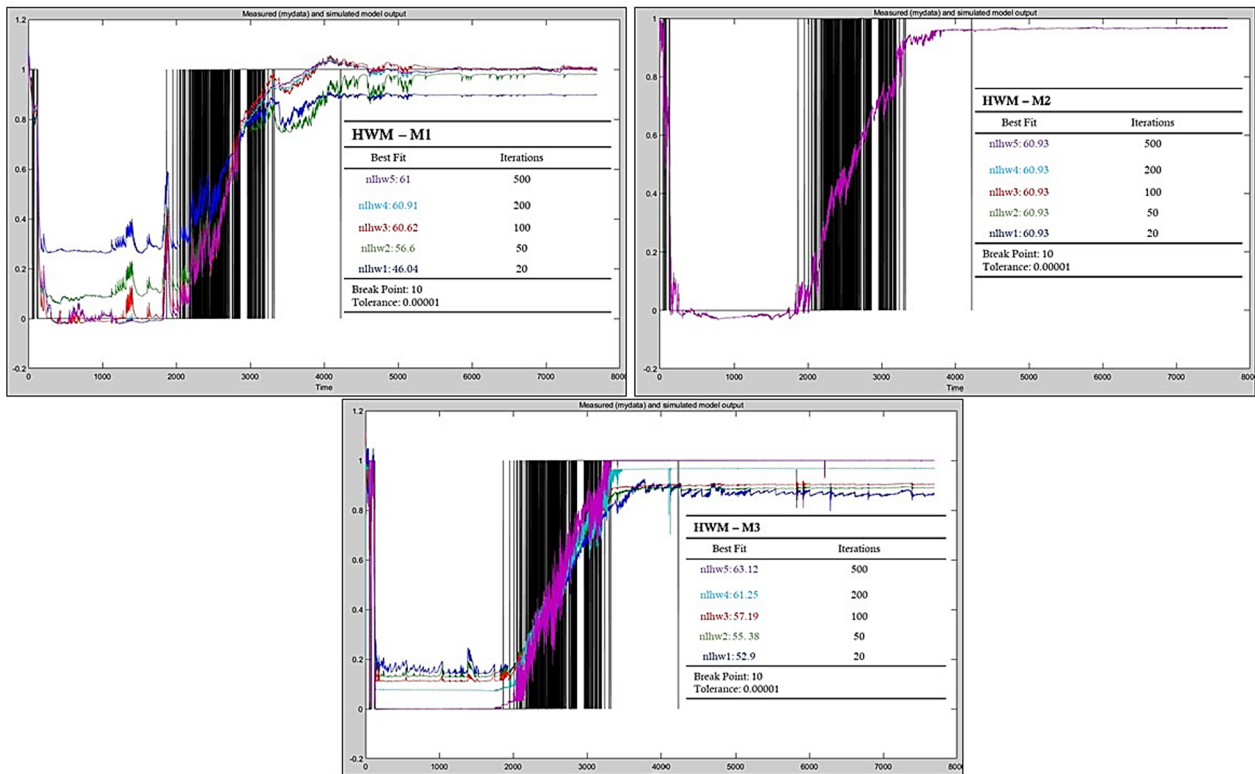 Measured (mydata) and simulated model output
1.2
1
0.8
0.6
0.4
0.2
0
-0.2
0 1000 2000 3000 4000 5000 6000 7000 8000
Time
HWM – M1
Best Fit Iterations
nlhw5: 61 500
nlhw4: 60.91 200
nlhw3: 60.62 100
nlhw2: 56.6 50
nlhw1: 46.04 20
Break Point: 10
Tolerance: 0.00001
Measured (mydata) and simulated model output
1
0.8
0.6
0.4
0.2
0
-0.2
0 1000 2000 3000 4000 5000 6000 7000 8000
Time
HWM – M2
Best Fit Iterations
nlhw5: 60.93 500
nlhw4: 60.93 200
nlhw3: 60.93 100
nlhw2: 60.93 50
nlhw1: 60.93 20
Break Point: 10
Tolerance: 0.00001
Measured (mydata) and simulated model output
1.2
1
0.8
0.6
0.4
0.2
0
-0.2
0 1000 2000 3000 4000 5000 6000 7000 8000
HWM – M3
Best Fit Iterations
nlhw5: 63.12 500
nlhw4: 61.25 200
nlhw3: 57.19 100
nlhw2: 55.38 50
nlhw1: 52.9 20
Break Point: 10
Tolerance: 0.00001
Time